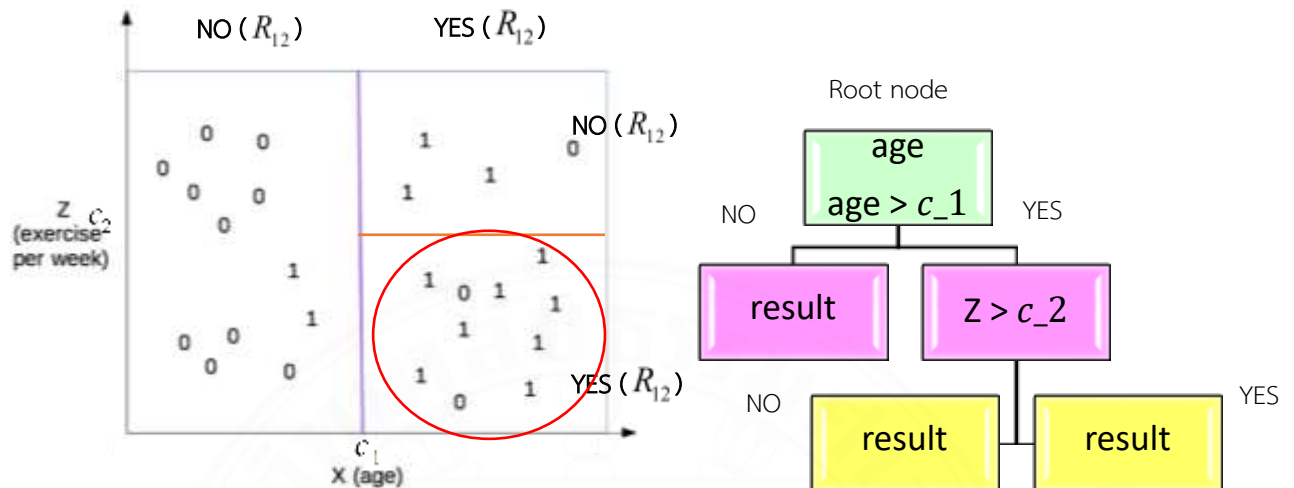 NO (R₁₂) YES (R₁₂)
Root node
0 0 1 NO (R₁₂)
0 0
0 0 1 1
0
age
age > c_1
NO YES
Z c₂
(exercise
per week)
1 1 0 1 1
1 1 1
0 0 1
0 0 1 1
0
YES (R₁₂)
result Z > c_2
NO YES
result result
c₁
X (age)